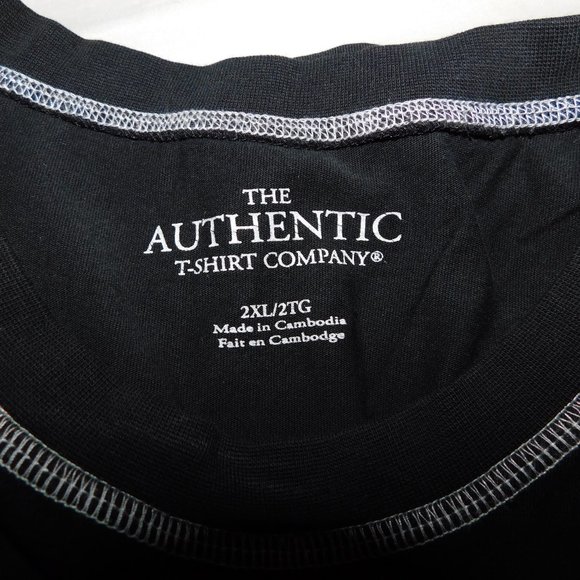 THE
AUTHENTIC
T-SHIRT COMPANY®
2XL/2TG
Made in Cambodia
Fait en Cambodge